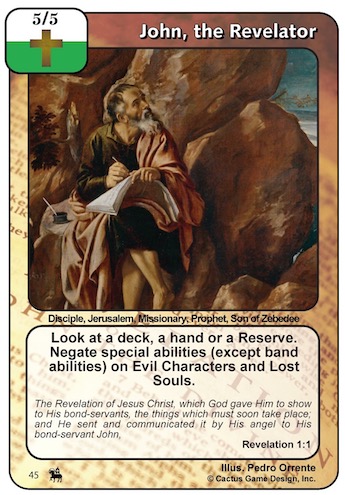 5/5
John, the Revelator
Disciple, Jerusalem, Missionary, Prophet, Son of Zebedee
Look at a deck, a hand or a Reserve.
Negate special abilities (except band
abilities) on Evil Characters and Lost
Souls.
The Revelation of Jesus Christ, which God gave Him to show
to His bond-servants, the things which must soon take place;
and He sent and communicated it by His angel to His
bond-servant John,
Revelation 1:1
45
Illus, Pedro Orrente
© Cactus Game Design, Inc.